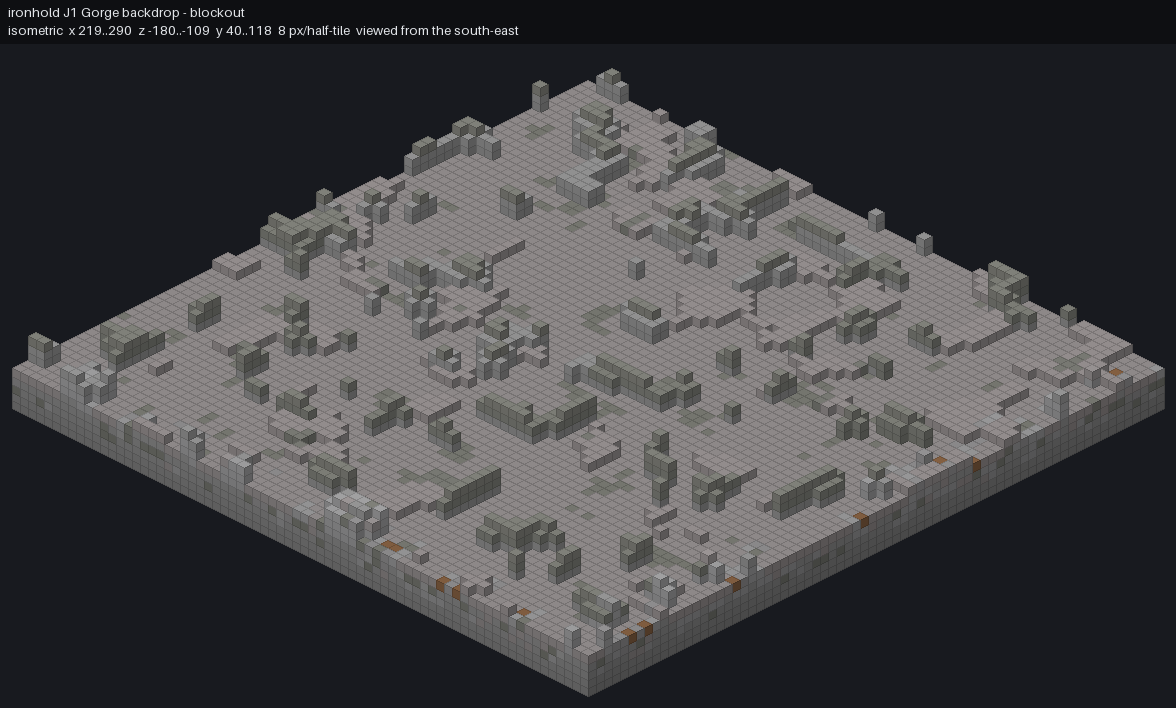 ironhold J1 Gorge backdrop - blockout
isometric  x 219..290  z -180..-109  y 40..118  8 px/half-tile  viewed from the south-east